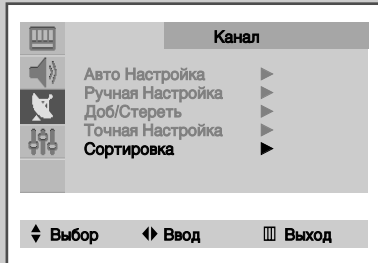 Канал
Авто Настройка
Ручная Настройка
Доб/Стереть
Точная Настройка
Сортировка
Выбор Ввод Выход